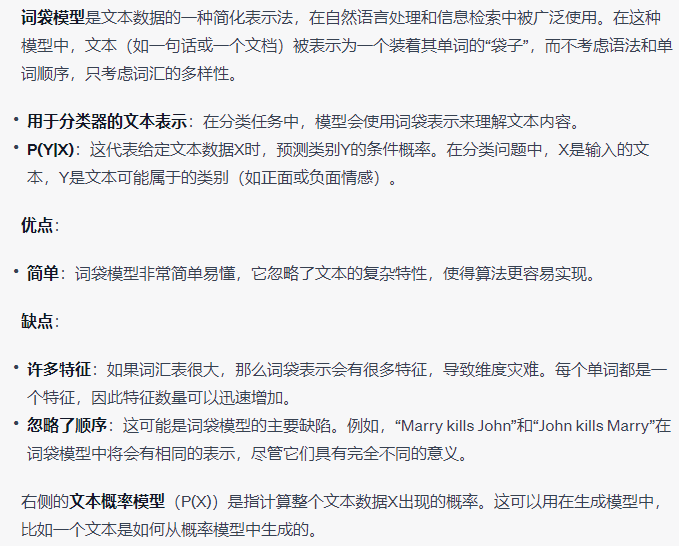 词袋模型是文本数据的一种简化表示法，在自然语言处理和信息检索中被广泛使用。在这种
模型中，文本（如一句话或一个文档）被表示为一个装着其单词的“袋子”，而不考虑语法和单
词顺序，只考虑词汇的多样性。
• 用于分类器的文本表示：在分类任务中，模型会使用词袋表示来理解文本内容。
• P(Y|X)：这代表给定文本数据X时，预测类别Y的条件概率。在分类问题中，X是输入的文
本，Y是文本可能属于的类别（如正面或负面情感）。
优点：
• 简单：词袋模型非常简单易懂，它忽略了文本的复杂特性，使得算法更容易实现。
缺点：
• 许多特征：如果词汇表很大，那么词袋表示会有很多特征，导致维度灾难。每个单词都是一
个特征，因此特征数量可以迅速增加。
• 忽略了顺序：这可能是词袋模型的主要缺陷。例如，“Marry kills John”和“John kills Marry”在
词袋模型中将会有相同的表示，尽管它们具有完全不同的意义。
右侧的文本概率模型（P(X)）是指计算整个文本数据X出现的概率。这可以用在生成模型中，
比如一个文本是如何从概率模型中生成的。